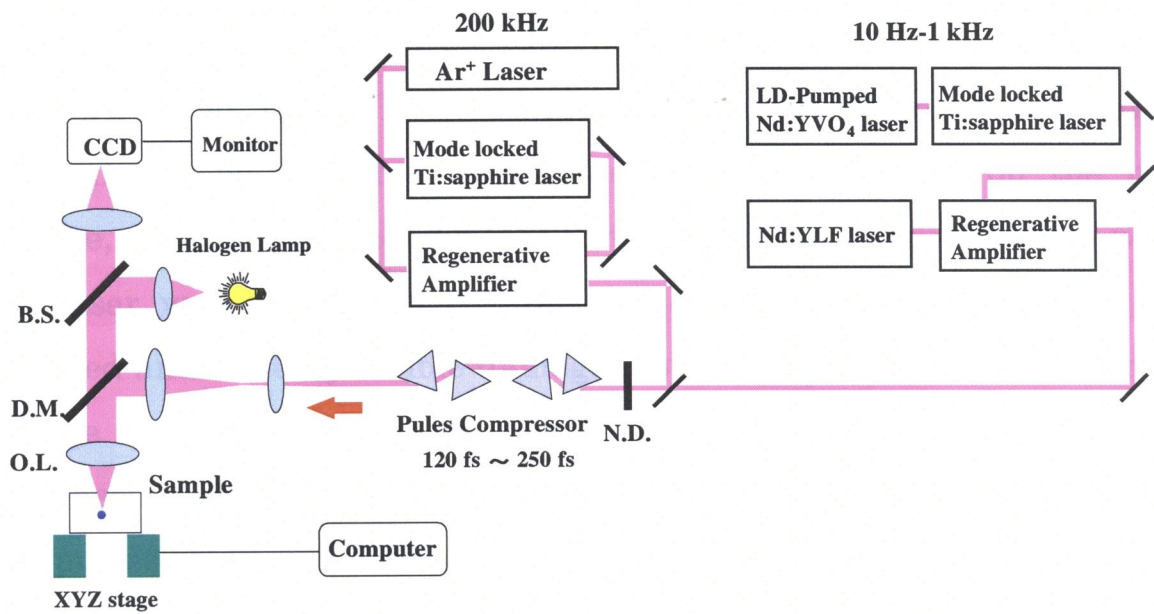 200 kHz
10 Hz-1 kHz
Ar⁺ Laser
LD-Pumped
Nd:YVO₄ laser
Mode locked
Ti:sapphire laser
CCD
Monitor
Mode locked
Ti:sapphire laser
Halogen Lamp
Nd:YLF laser
Regenerative
Amplifier
Regenerative
Amplifier
B.S.
D.M.
Pules Compressor
N.D.
120 fs ～ 250 fs
O.L.
Sample
Computer
XYZ stage